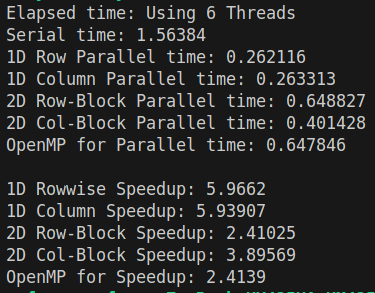 Elapsed time: Using 6 Threads
Serial time: 1.56384
1D Row Parallel time: 0.262116
1D Column Parallel time: 0.263313
2D Row-Block Parallel time: 0.648827
2D Col-Block Parallel time: 0.401428
OpenMP for Parallel time: 0.647846
1D Rowwise Speedup: 5.9662
1D Column Speedup: 5.93907
2D Row-Block Speedup: 2.41025
2D Col-Block Speedup: 3.89569
OpenMP for Speedup: 2.4139